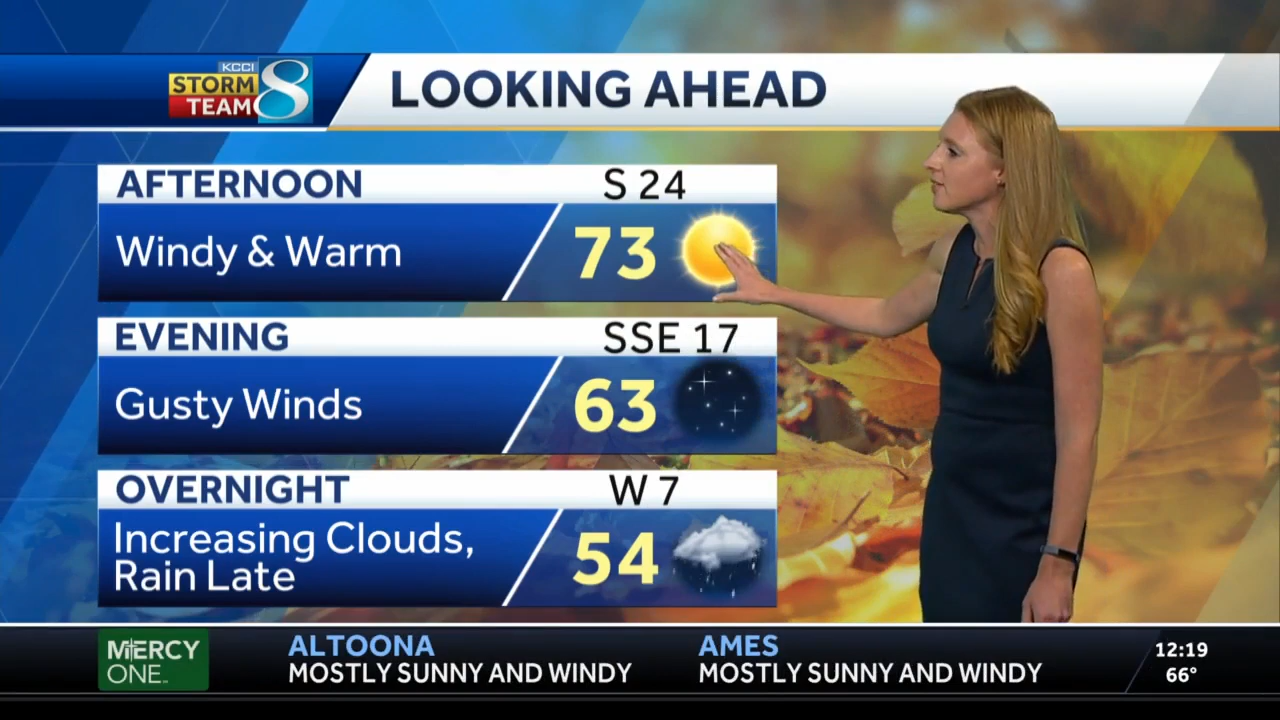 KCCI
STORM
TEAM 8
LOOKING AHEAD
AFTERNOON S 24
Windy & Warm 73
EVENING SSE 17
Gusty Winds 63
OVERNIGHT W 7
Increasing Clouds,
Rain Late 54
MERCY
ONE
ALTOONA
MOSTLY SUNNY AND WINDY
AMES
MOSTLY SUNNY AND WINDY
12:19
66°